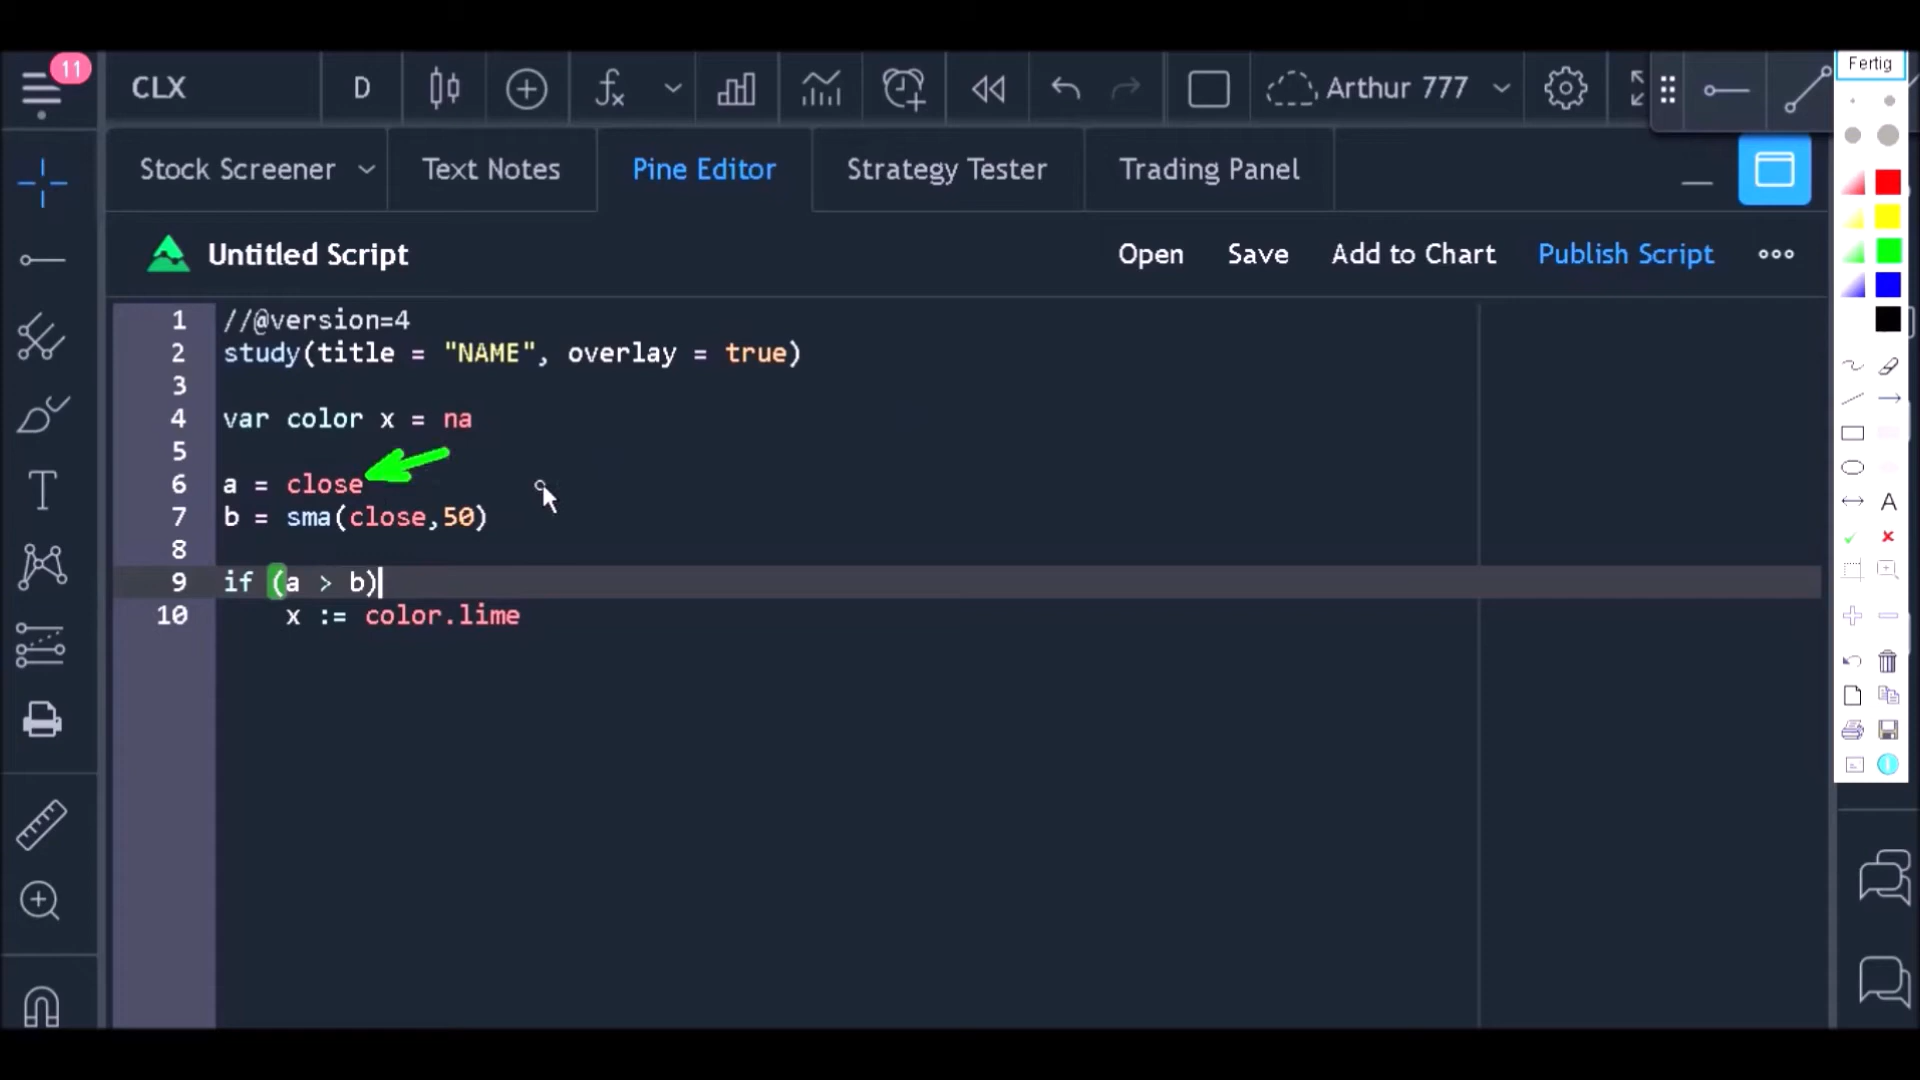 11
CLX
D
fx
Arthur 777
Fertig
Stock Screener
Text Notes
Pine Editor
Strategy Tester
Trading Panel
Untitled Script
Open
Save
Add to Chart
Publish Script
1 //@version=4
2 study(title = "NAME", overlay = true)
3
4 var color x = na
5
6 a = close
7 b = sma(close,50)
8
9 if (a > b)
10     x := color.lime
T
A